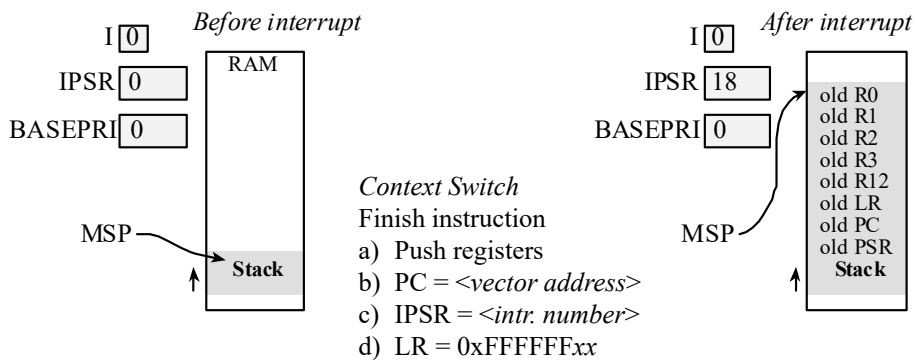 Before interrupt
I 0
RAM
IPSR 0
BASEPRI 0
MSP
Stack
Context Switch
Finish instruction
a) Push registers
b) PC = <vector address>
c) IPSR = <intr. number>
d) LR = 0xFFFFFFxx
After interrupt
I 0
IPSR 18
BASEPRI 0
old R0
old R1
old R2
old R3
old R12
old LR
old PC
old PSR
MSP
Stack